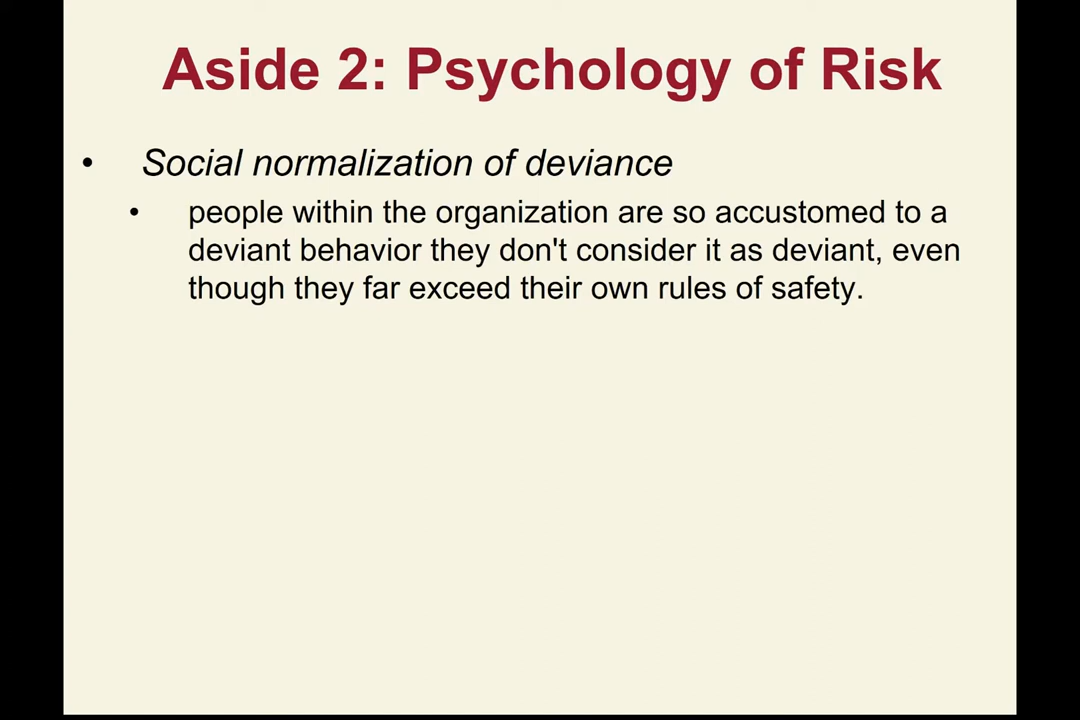 Aside 2: Psychology of Risk
• Social normalization of deviance
• people within the organization are so accustomed to a
deviant behavior they don't consider it as deviant, even
though they far exceed their own rules of safety.